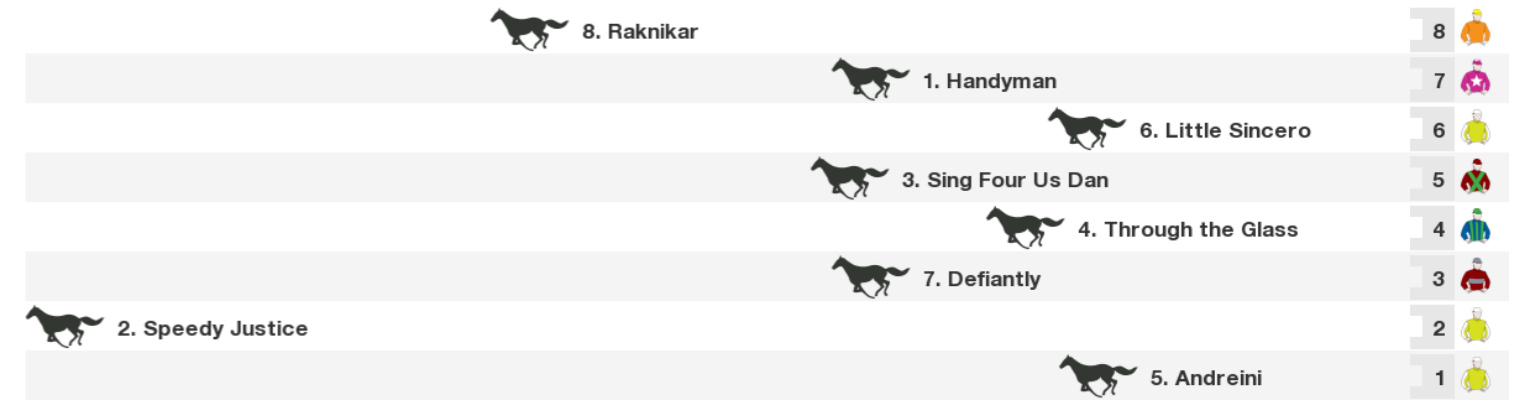 8. Raknikar 8
1. Handyman 7
6. Little Sincero 6
3. Sing Four Us Dan 5
4. Through the Glass 4
7. Defiantly 3
2. Speedy Justice 2
5. Andreini 1